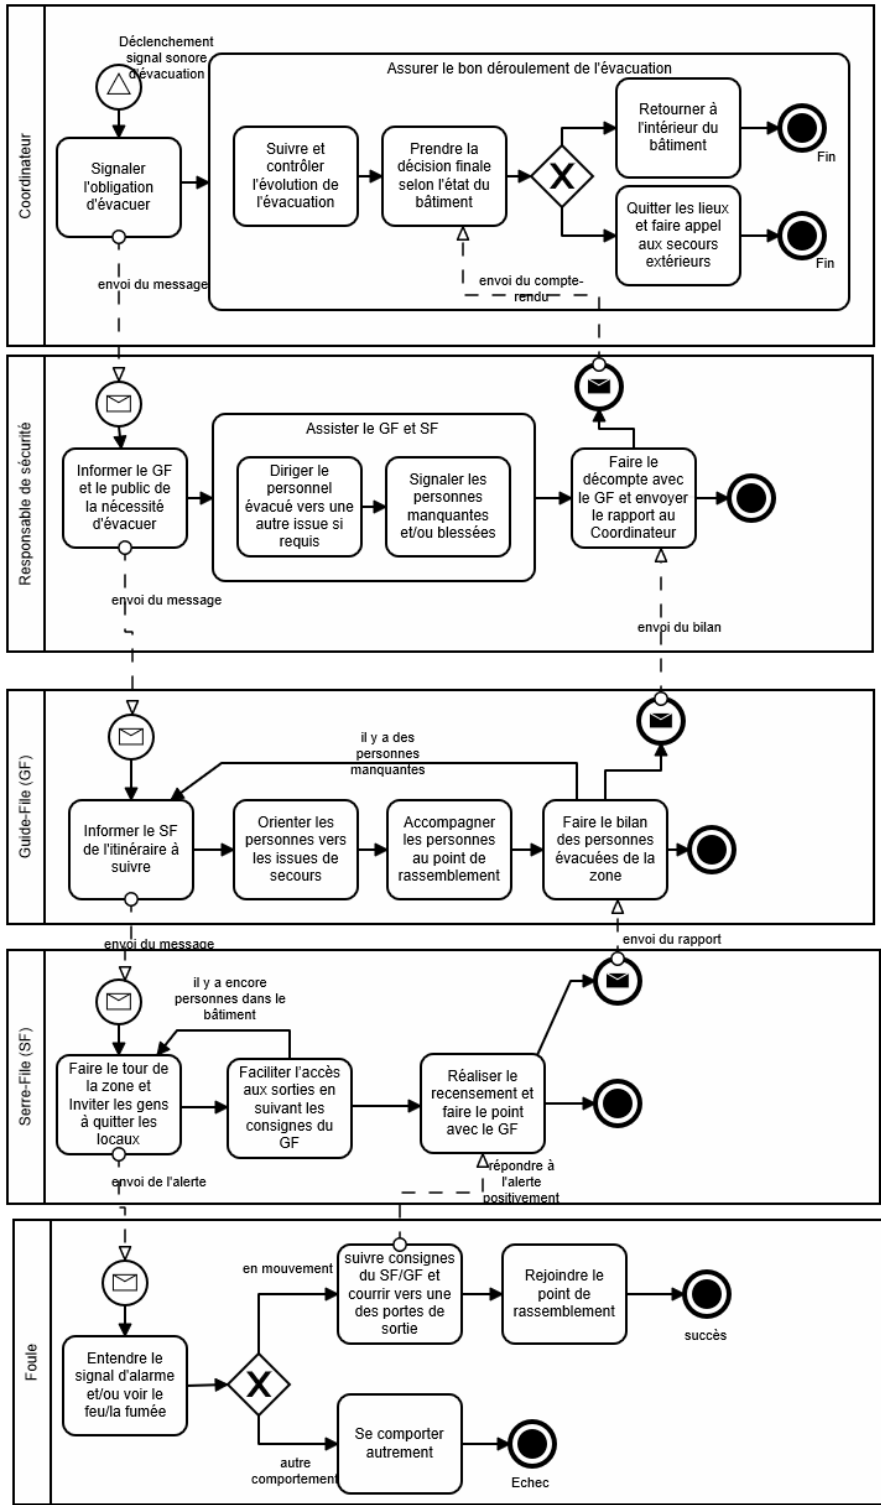 Coordinateur
Déclenchement
signal sonore
d'évacuation
Signaler
l'obligation
d'évacuer
envoi du message
Assurer le bon déroulement de l'évacuation
Suivre et
contrôler
l'évolution de
l'évacuation
Prendre la
décision finale
selon l'état du
bâtiment
X
Retourner à
l'intérieur du
bâtiment
Fin
Quitter les lieux
et faire appel
aux secours
extérieurs
Fin
envoi du compte-
rendu
Responsable de sécurité
Informer le GF
et le public de
la nécessité
d'évacuer
envoi du message
Assister le GF et SF
Diriger le
personnel
évacué vers une
autre issue si
requis
Signaler les
personnes
manquantes
et/ou blessées
Faire le
décompte avec
le GF et envoyer
le rapport au
Coordinateur
envoi du bilan
Guide-File (GF)
il y a des
personnes
manquantes
Informer le SF
de l'itinéraire à
suivre
Orienter les
personnes vers
les issues de
secours
Accompagner
les personnes
au point de
rassemblement
Faire le bilan
des personnes
évacuées de la
zone
envoi du message
envoi du rapport
Serre-File (SF)
il y a encore
personnes dans le
bâtiment
Faire le tour de
la zone et
Inviter les gens
à quitter les
locaux
Faciliter l'accès
aux sorties en
suivant les
consignes du
GF
Réaliser le
recensement et
faire le point
avec le GF
envoi de l'alerte
répondre à
l'alerte
positivement
Foule
Entendre le
signal d'alarme
et/ou voir le
feu/la fumée
X
en mouvement
suivre consignes
du SF/GF et
courrir vers une
des portes de
sortie
Rejoindre le
point de
rassemblement
succès
autre
comportement
Se comporter
autrement
Echec